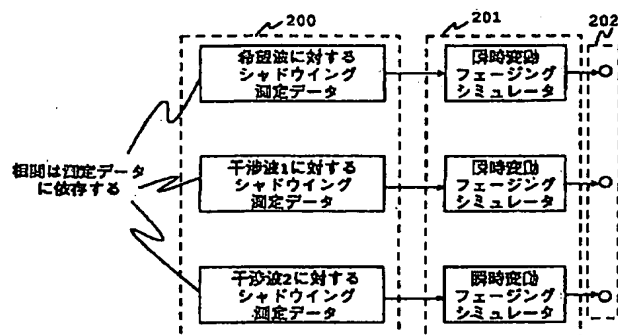 200
201
202
希望波に対する
シャドウイング
測定データ
瞬時変動
フェージング
シミュレータ
相関は測定データ
に依存する
干渉波1に対する
シャドウイング
測定データ
瞬時変動
フェージング
シミュレータ
干渉波2に対する
シャドウイング
測定データ
瞬時変動
フェージング
シミュレータ